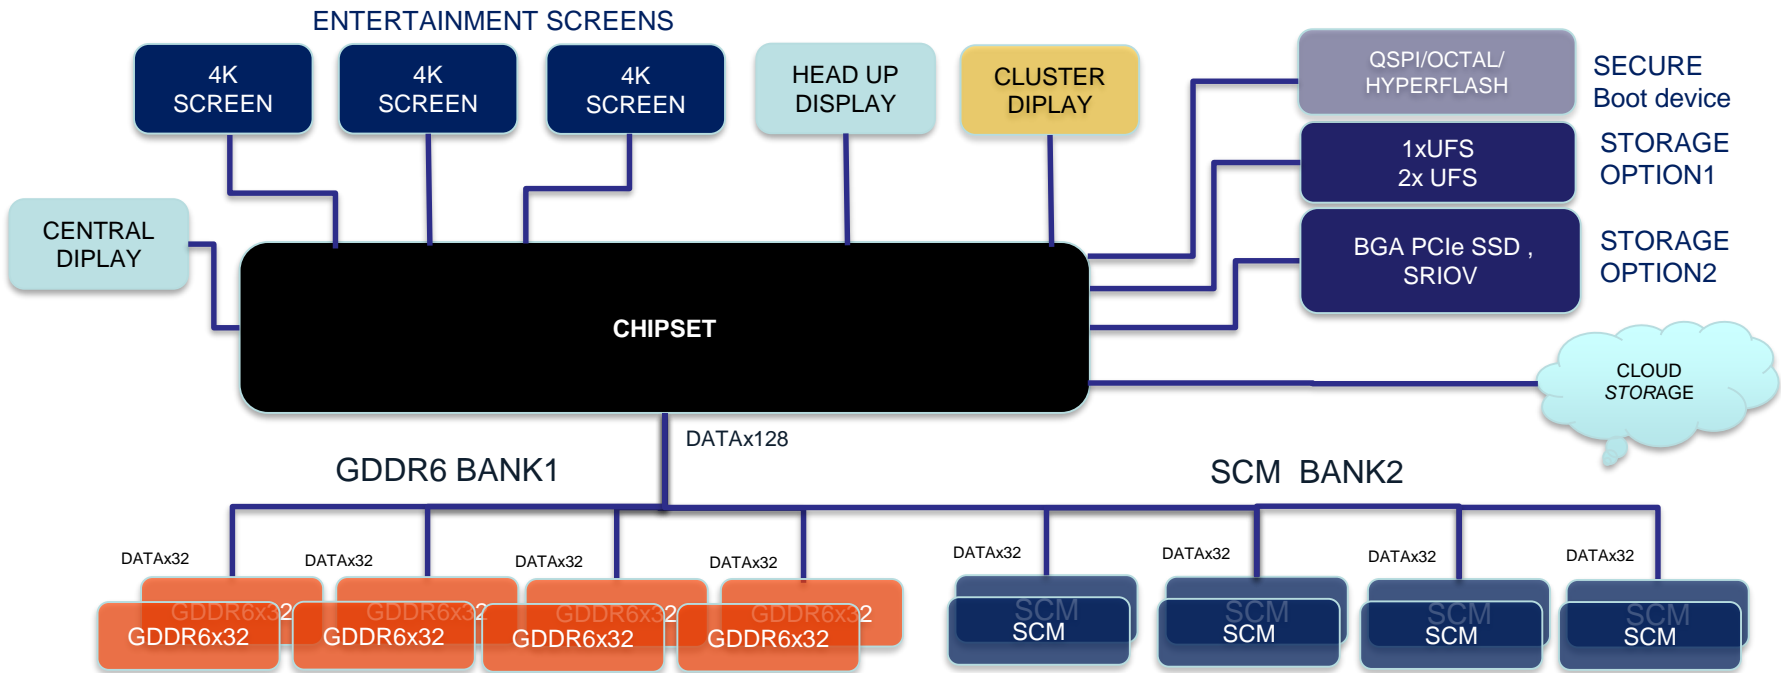 ENTERTAINMENT SCREENS
4K
SCREEN
4K
SCREEN
4K
SCREEN
HEAD UP
DISPLAY
CLUSTER
DIPLAY
QSPI/OCTAL/
HYPERFLASH
SECURE
Boot device
1xUFS
2x UFS
STORAGE
OPTION1
CENTRAL
DIPLAY
BGA PCIe SSD ,
SRIOV
STORAGE
OPTION2
CHIPSET
CLOUD
STORAGE
DATAx128
GDDR6 BANK1
SCM BANK2
DATAx32
DATAx32
DATAx32
DATAx32
DATAx32
DATAx32
DATAx32
DATAx32
GDDR6x32
GDDR6x32
GDDR6x32
GDDR6x32
SCM
SCM
SCM
SCM
GDDR6x32
GDDR6x32
GDDR6x32
GDDR6x32
SCM
SCM
SCM
SCM